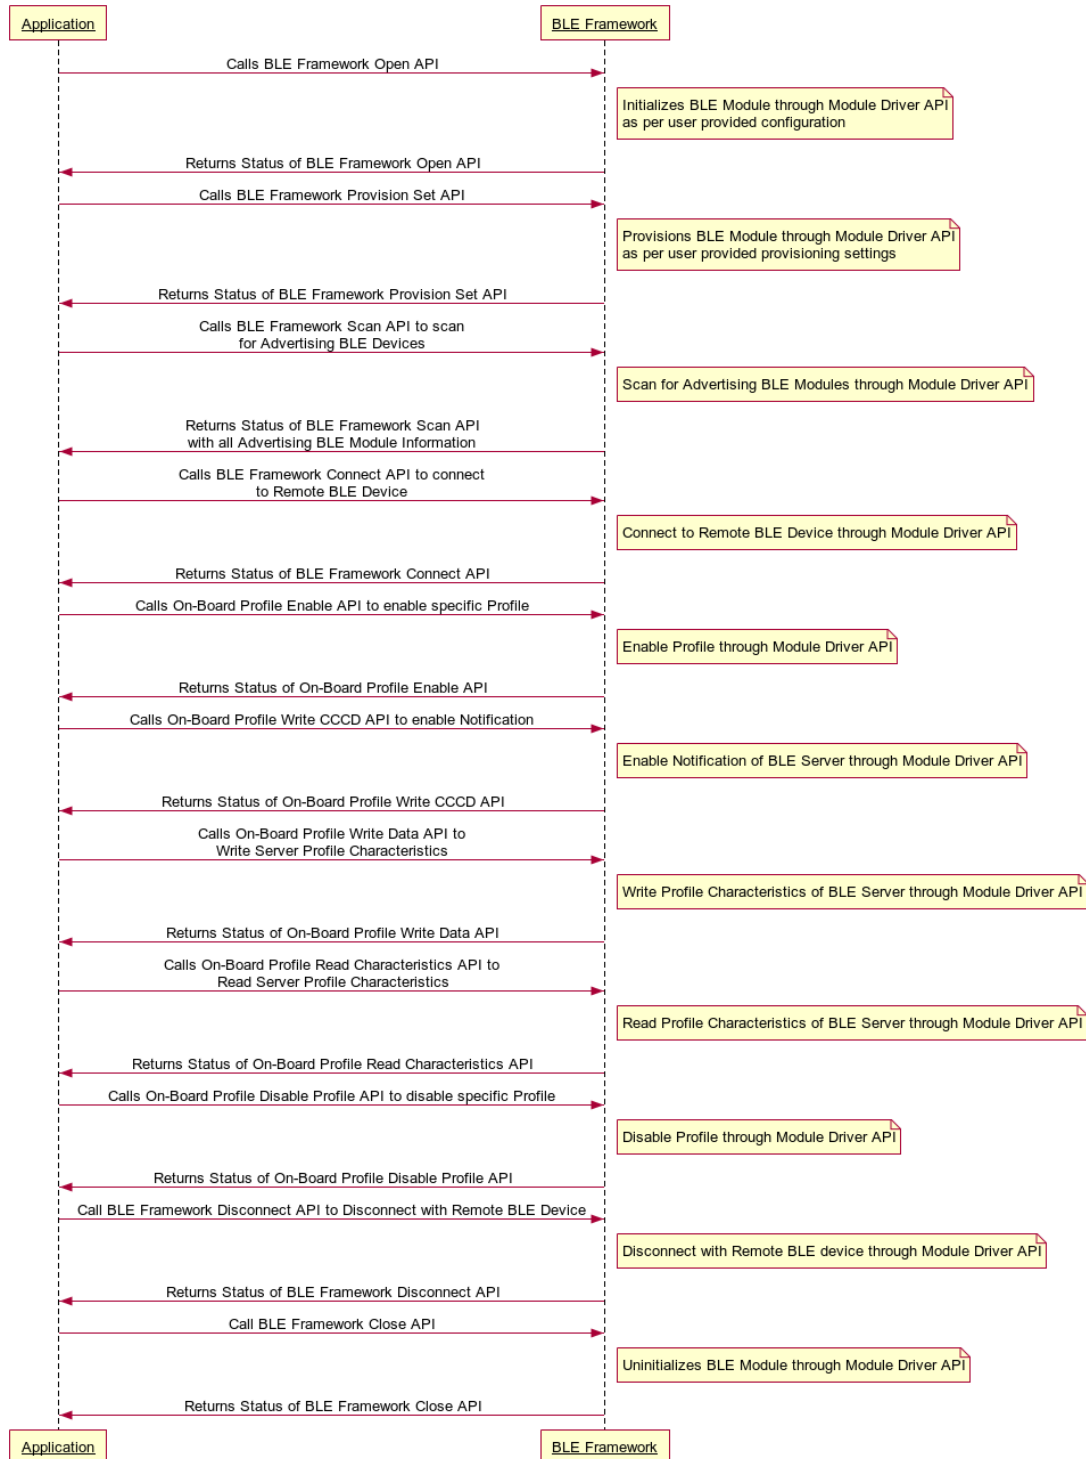 Application
BLE Framework
Calls BLE Framework Open API
Initializes BLE Module through Module Driver API
as per user provided configuration
Returns Status of BLE Framework Open API
Calls BLE Framework Provision Set API
Provisions BLE Module through Module Driver API
as per user provided provisioning settings
Returns Status of BLE Framework Provision Set API
Calls BLE Framework Scan API to scan
for Advertising BLE Devices
Scan for Advertising BLE Modules through Module Driver API
Returns Status of BLE Framework Scan API
with all Advertising BLE Module Information
Calls BLE Framework Connect API to connect
to Remote BLE Device
Connect to Remote BLE Device through Module Driver API
Returns Status of BLE Framework Connect API
Calls On-Board Profile Enable API to enable specific Profile
Enable Profile through Module Driver API
Returns Status of On-Board Profile Enable API
Calls On-Board Profile Write CCCD API to enable Notification
Enable Notification of BLE Server through Module Driver API
Returns Status of On-Board Profile Write CCCD API
Calls On-Board Profile Write Data API to
Write Server Profile Characteristics
Write Profile Characteristics of BLE Server through Module Driver API
Returns Status of On-Board Profile Write Data API
Calls On-Board Profile Read Characteristics API to
Read Server Profile Characteristics
Read Profile Characteristics of BLE Server through Module Driver API
Returns Status of On-Board Profile Read Characteristics API
Calls On-Board Profile Disable Profile API to disable specific Profile
Disable Profile through Module Driver API
Returns Status of On-Board Profile Disable Profile API
Call BLE Framework Disconnect API to Disconnect with Remote BLE Device
Disconnect with Remote BLE device through Module Driver API
Returns Status of BLE Framework Disconnect API
Call BLE Framework Close API
Uninitializes BLE Module through Module Driver API
Returns Status of BLE Framework Close API
Application
BLE Framework